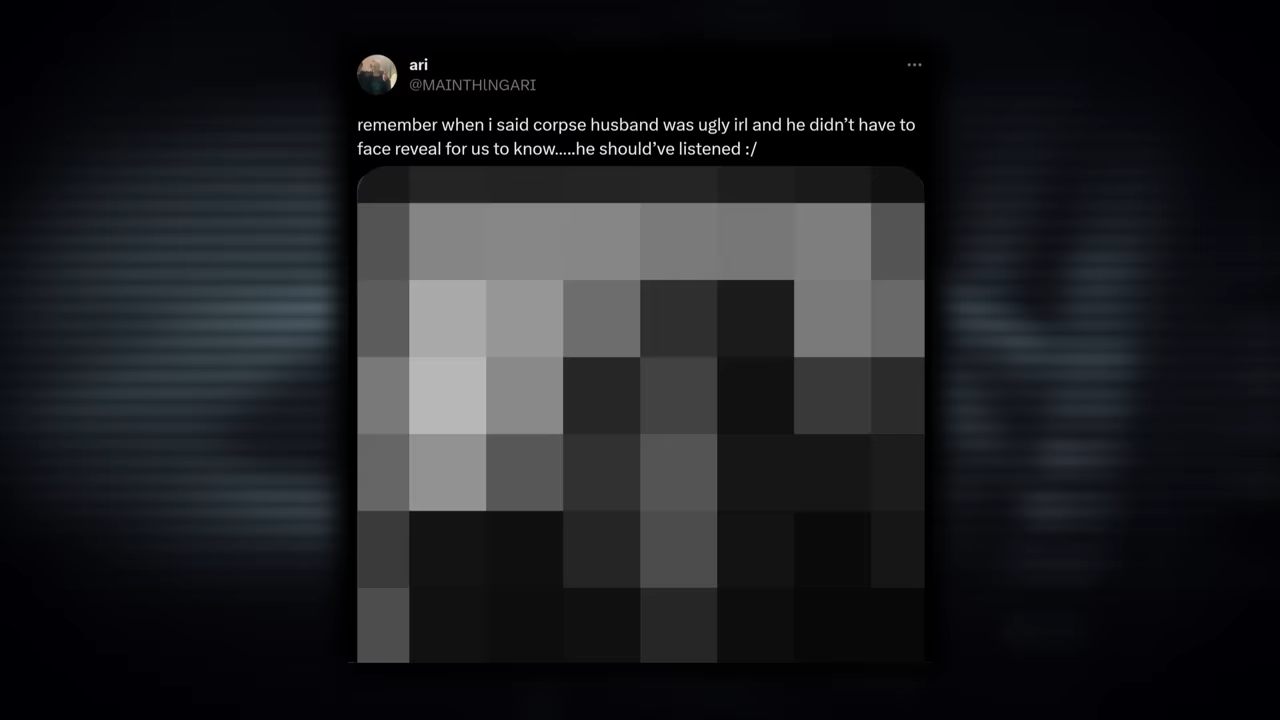 ari
@MAINTHlNGARI
remember when i said corpse husband was ugly irl and he didn’t have to
face reveal for us to know.....he should’ve listened :/